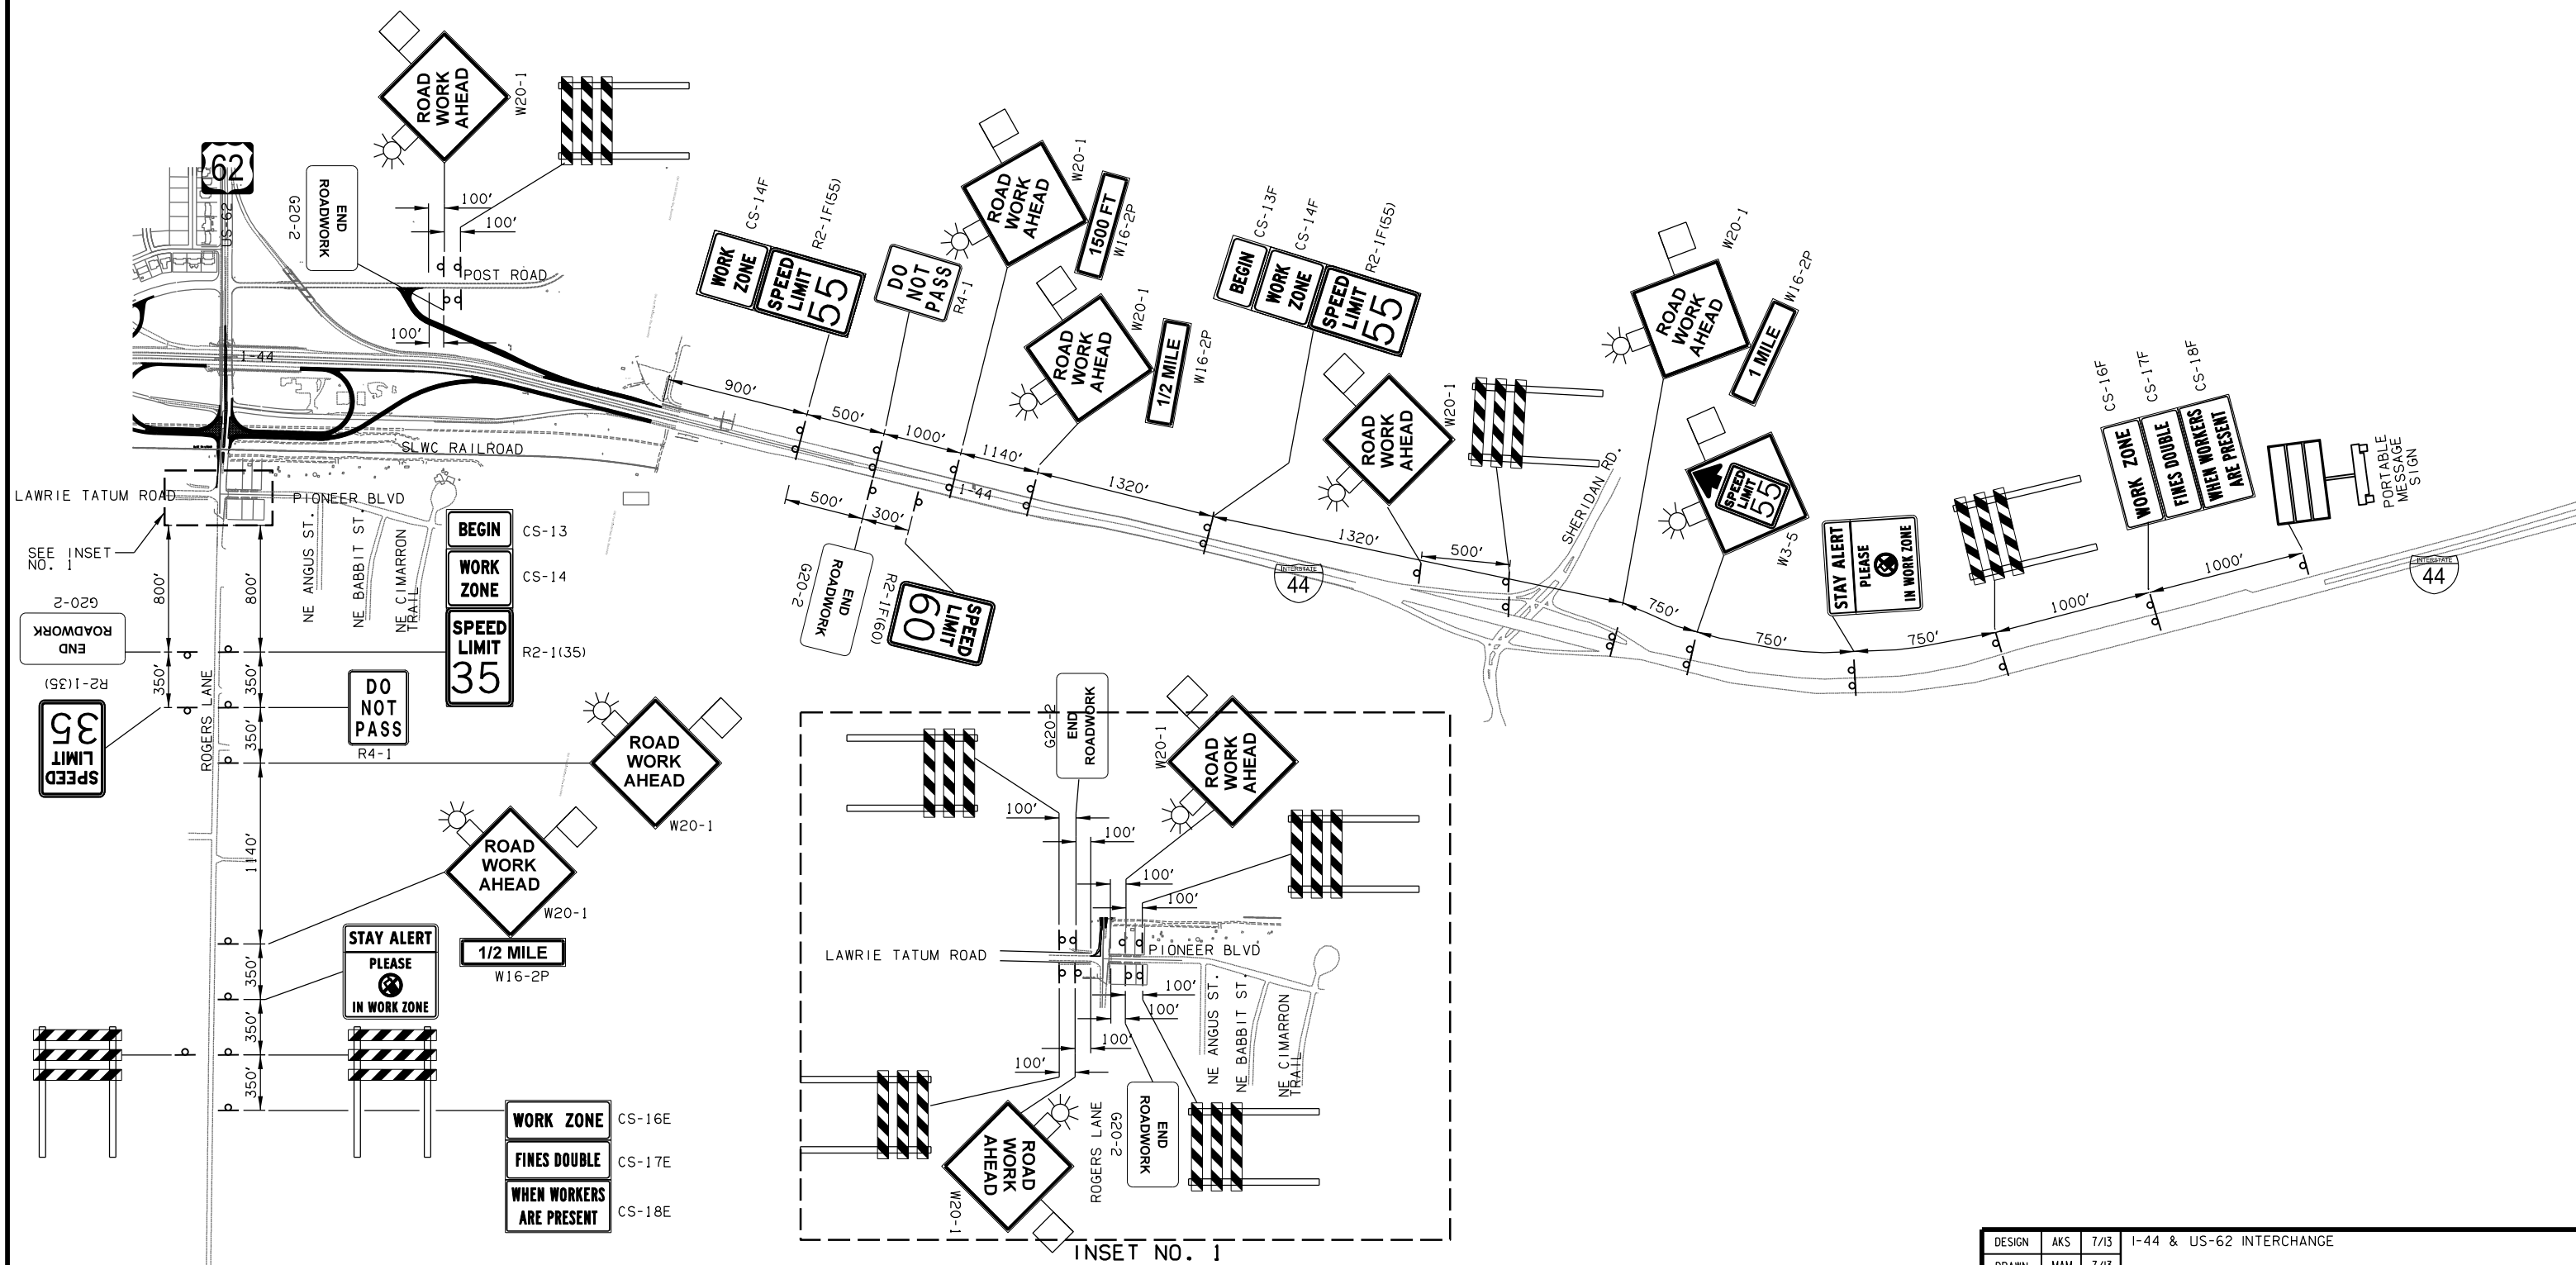 ROAD
WORK
AHEAD
W20-1
62
US-62
END
ROADWORK
G20-2
100'
100'
POST ROAD
100'
I-44
SLWC RAILROAD
LAWRIE TATUM ROAD
PIONEER BLVD
SEE INSET
NO. 1
NE ANGUS ST.
NE BABBIT ST.
NE CIMARRON
TRAIL
800'
800'
G20-2
END
ROADWORK
R2-1(35)
SPEED
LIMIT
35
350'
350'
ROGERS LANE
BEGIN
CS-13
WORK
ZONE
CS-14
SPEED
LIMIT
35
R2-1(35)
DO
NOT
PASS
R4-1
350'
ROAD
WORK
AHEAD
W20-1
1140'
ROAD
WORK
AHEAD
W20-1
1/2 MILE
W16-2P
STAY ALERT
PLEASE
IN WORK ZONE
350'
350'
350'
WORK ZONE
CS-16E
FINES DOUBLE
CS-17E
WHEN WORKERS
ARE PRESENT
CS-18E
WORK
ZONE
CS-14F
SPEED
LIMIT
55
R2-1F(55)
DO
NOT
PASS
R4-1
ROAD
WORK
AHEAD
W20-1
1500 FT
W16-2P
ROAD
WORK
AHEAD
W20-1
1/2 MILE
W16-2P
BEGIN
CS-13F
WORK
ZONE
CS-14F
SPEED
LIMIT
55
R2-1F(55)
ROAD
WORK
AHEAD
W20-1
ROAD
WORK
AHEAD
W20-1
1 MILE
W16-2P
SPEED
LIMIT
55
W3-5
STAY ALERT
PLEASE
IN WORK ZONE
CS-16F
CS-17F
CS-18F
WORK ZONE
FINES DOUBLE
WHEN WORKERS
ARE PRESENT
PORTABLE
MESSAGE
SIGN
900'
500'
1000'
1140'
1320'
1320'
500'
750'
750'
750'
1000'
1000'
I-44
500'
300'
END
ROADWORK
G20-2
SPEED
LIMIT
60
R2-1F(60)
SHERIDAN RD.
INTERSTATE
44
INTERSTATE
44
G20-2
END
ROADWORK
W20-1
ROAD
WORK
AHEAD
100'
100'
100'
100'
LAWRIE TATUM ROAD
PIONEER BLVD
100'
100'
100'
100'
NE ANGUS ST.
NE BABBIT ST.
NE CIMARRON
TRAIL
ROAD
WORK
AHEAD
W20-1
ROGERS LANE
G20-2
END
ROADWORK
INSET NO. 1
DESIGN AKS 7/13 I-44 & US-62 INTERCHANGE
DRAWN MAM 7/13